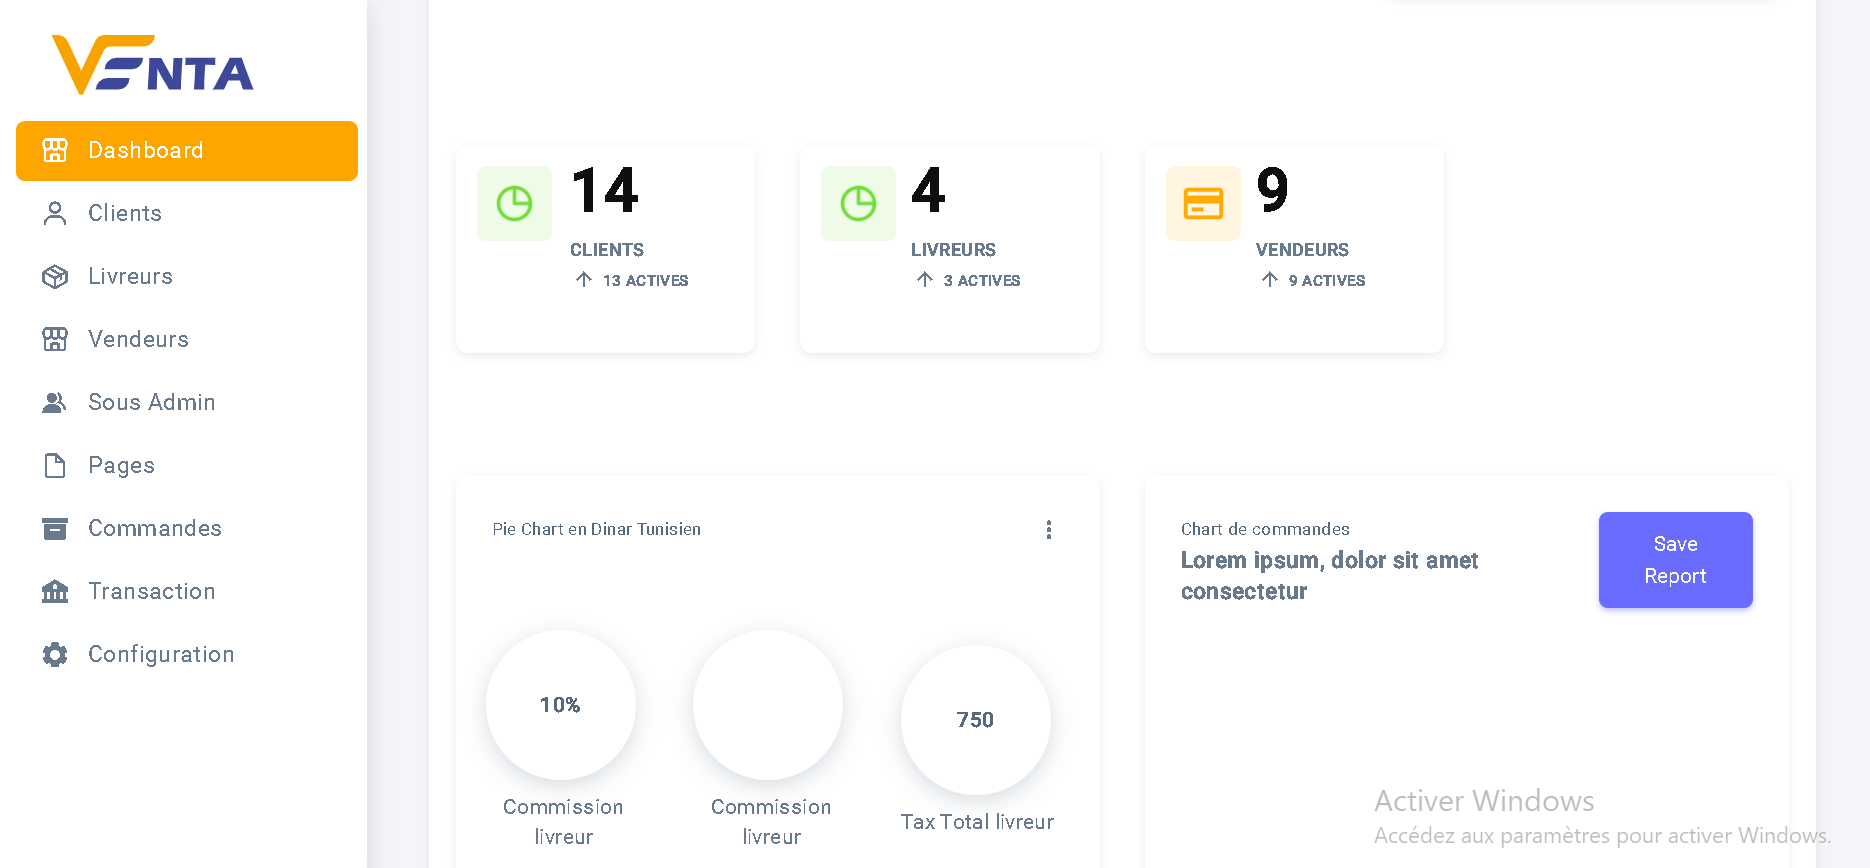 VENTA
Dashboard
Clients
Livreurs
Vendeurs
Sous Admin
Pages
Commandes
Transaction
Configuration
14
CLIENTS
13 ACTIVES
4
LIVREURS
3 ACTIVES
9
VENDEURS
9 ACTIVES
Pie Chart en Dinar Tunisien
10%
Commission
livreur
Commission
livreur
750
Tax Total livreur
Chart de commandes
Lorem ipsum, dolor sit amet
consectetur
Save
Report
Activer Windows
Accédez aux paramètres pour activer Windows.